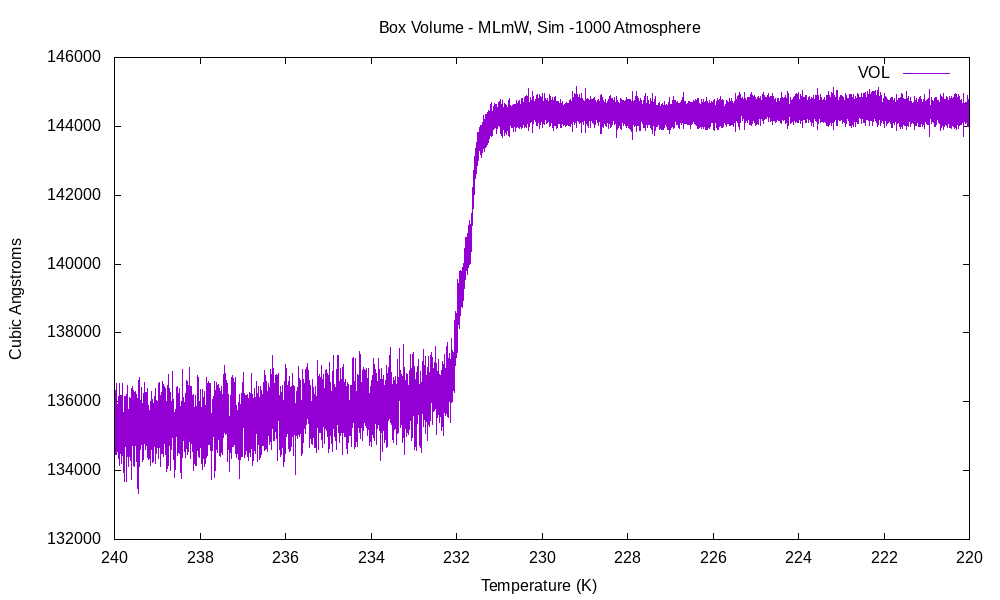 Box Volume - MLmW, Sim -1000 Atmosphere
VOL
146000
144000
142000
140000
138000
136000
134000
132000
Cubic Angstroms
240 238 236 234 232 230 228 226 224 222 220
Temperature (K)